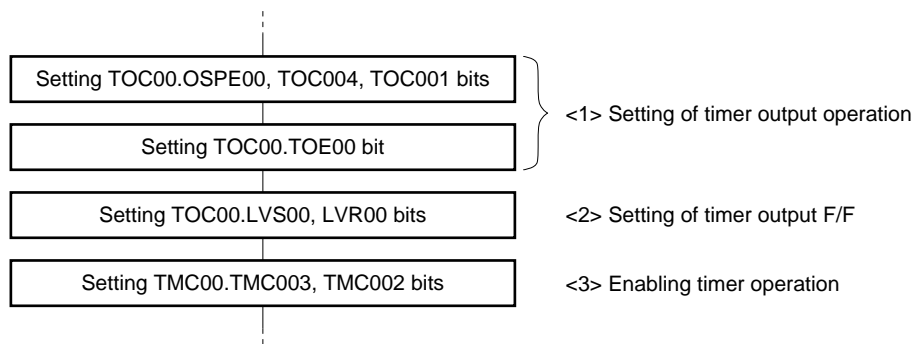 Setting TOC00.OSPE00, TOC004, TOC001 bits
<1> Setting of timer output operation
Setting TOC00.TOE00 bit
Setting TOC00.LVS00, LVR00 bits
<2> Setting of timer output F/F
Setting TMC00.TMC003, TMC002 bits
<3> Enabling timer operation